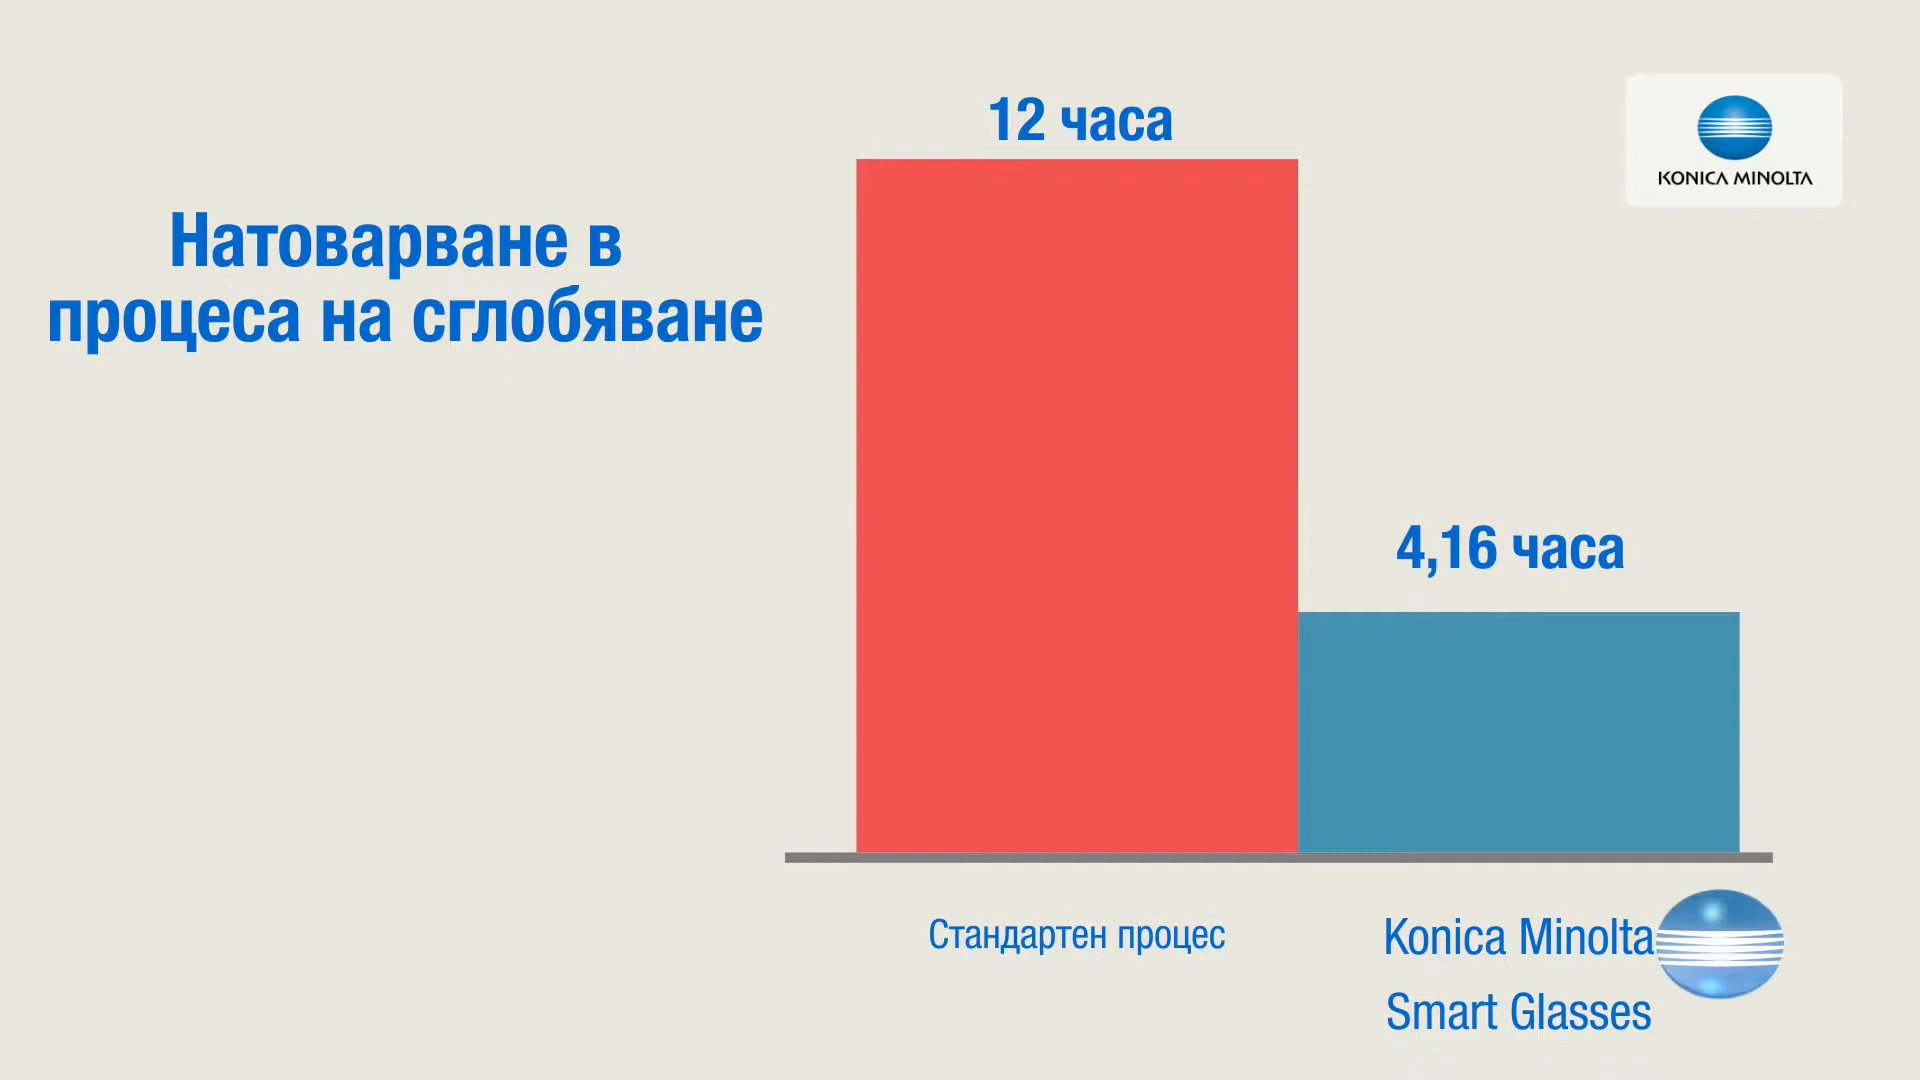 12 часа
KONICA MINOLTA
Натоварване в
процеса на сглобяване
4,16 часа
Стандартен процес
Konica Minolta
Smart Glasses